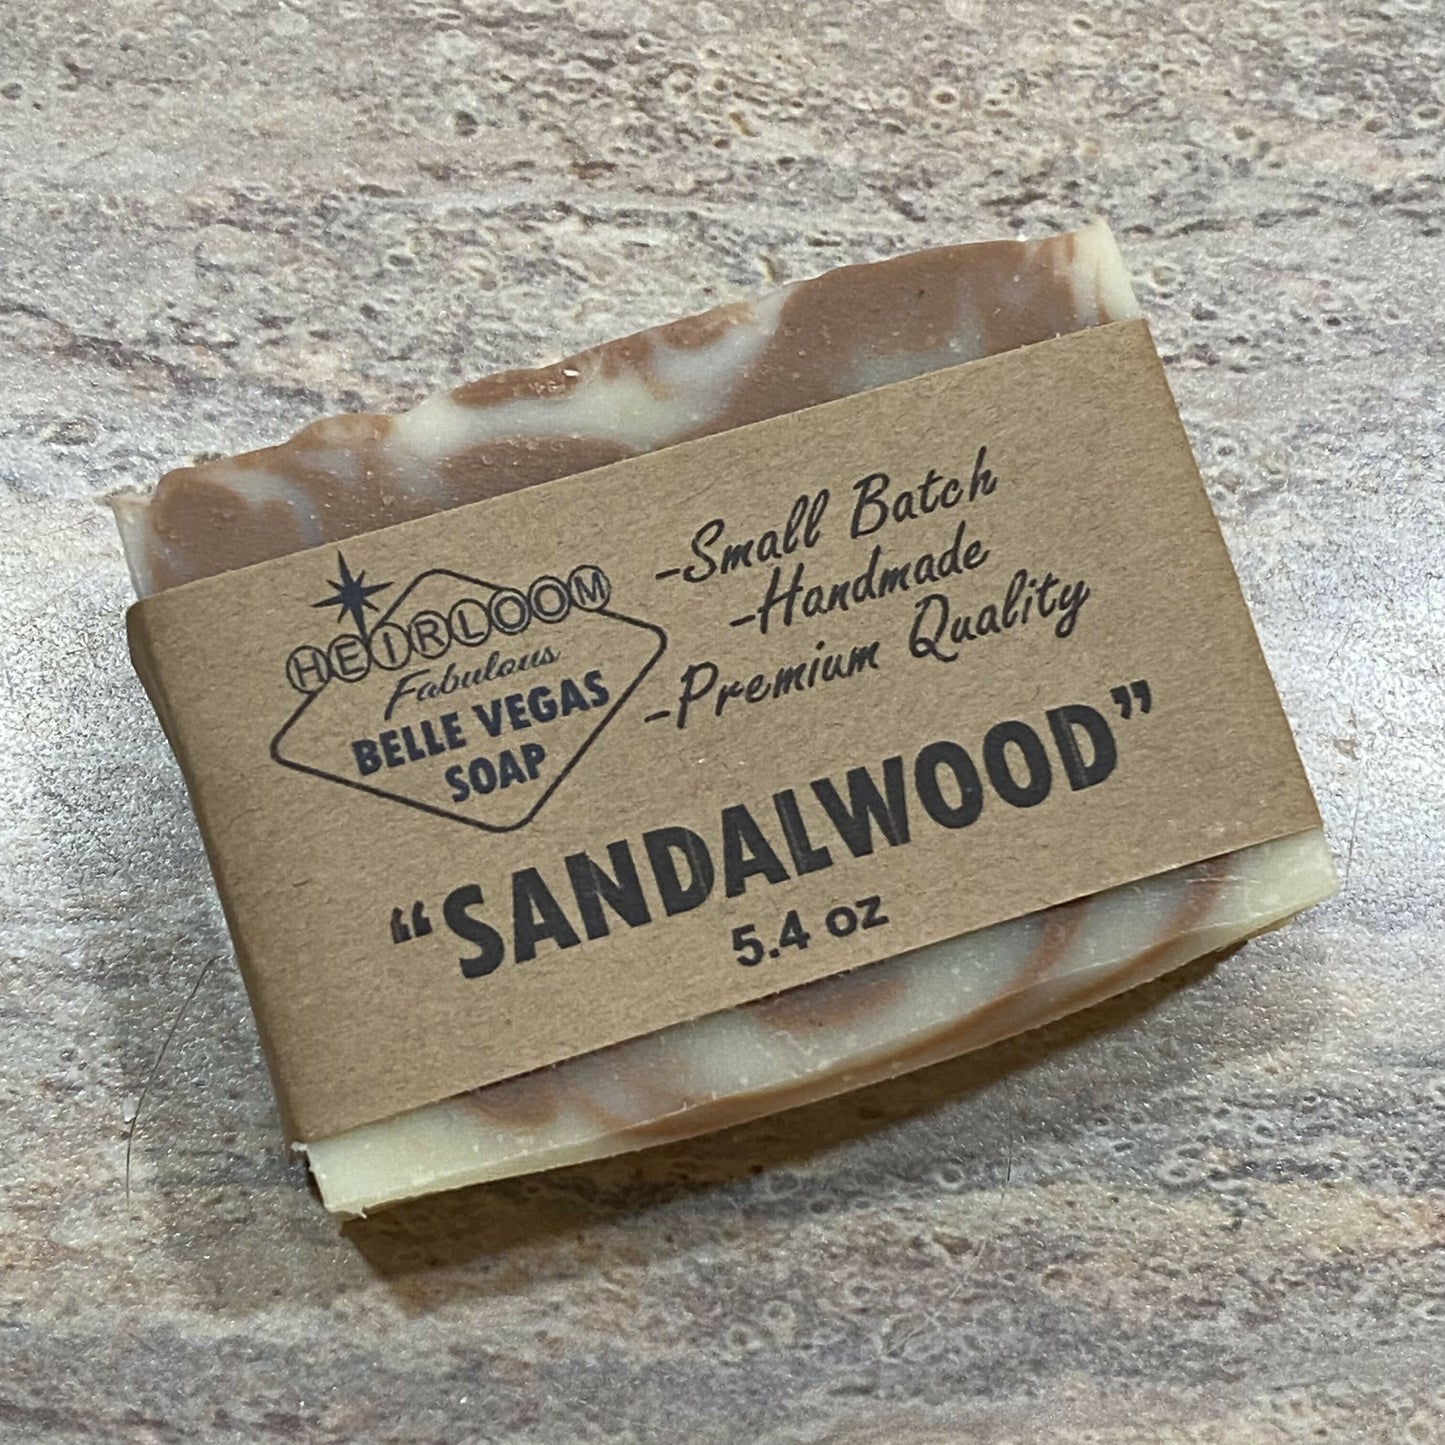 HEIRLOOM
Fabulous
BELLE VEGAS
SOAP
-Small Batch
-Handmade
-Premium Quality
“SANDALWOOD”
5.4 oz